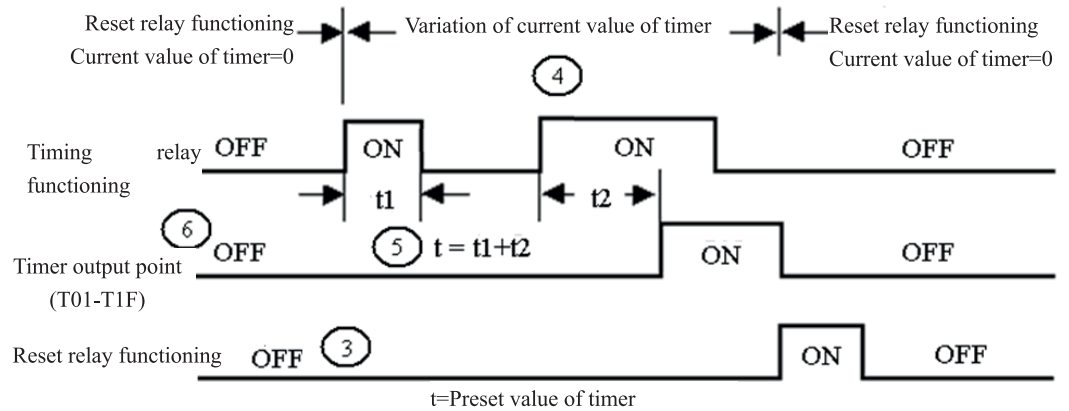 Reset relay functioning
Current value of timer=0
Variation of current value of timer
Reset relay functioning
Current value of timer=0
4
Timing relay
functioning
OFF
ON
ON
OFF
t1
t2
6
OFF
5
t = t1+t2
ON
OFF
Timer output point
(T01-T1F)
Reset relay functioning
OFF
3
ON
OFF
t=Preset value of timer